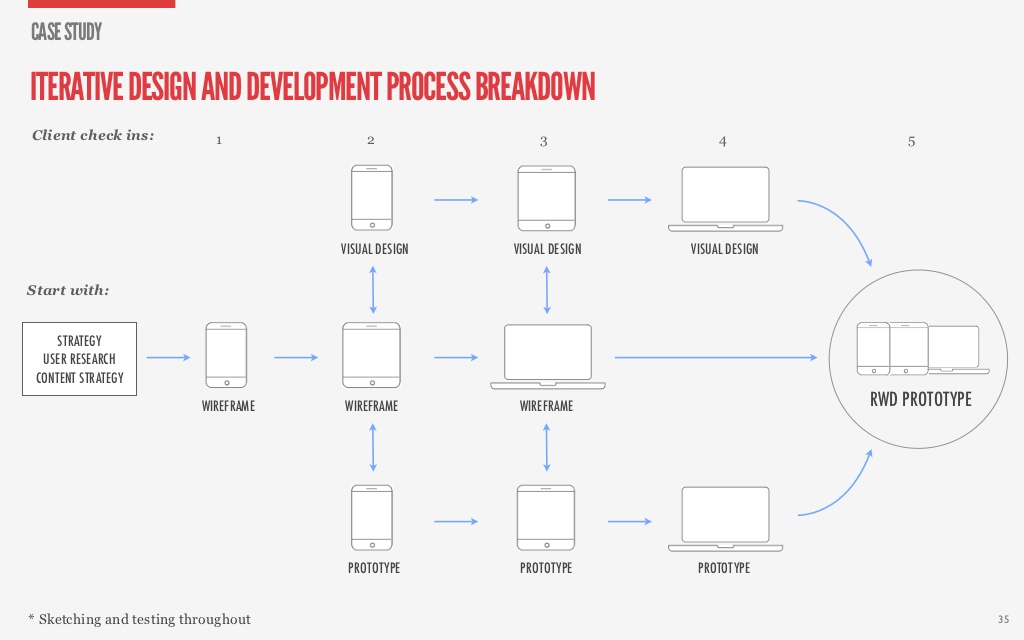 CASE STUDY
ITERATIVE DESIGN AND DEVELOPMENT PROCESS BREAKDOWN
Client check ins: 1 2 3 4 5
VISUAL DESIGN VISUAL DESIGN VISUAL DESIGN
Start with:
STRATEGY
USER RESEARCH
CONTENT STRATEGY
WIREFRAME WIREFRAME WIREFRAME
RWD PROTOTYPE
PROTOTYPE PROTOTYPE PROTOTYPE
* Sketching and testing throughout
35